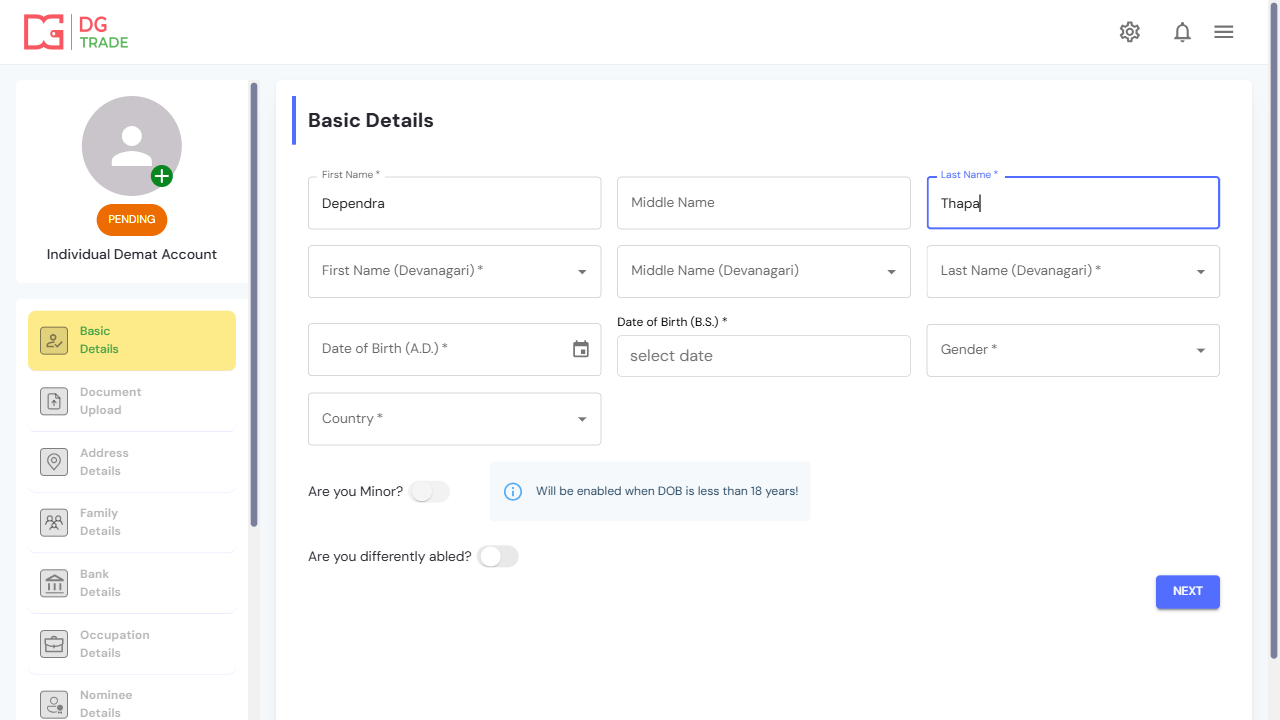 DG
TRADE
PENDING
Individual Demat Account
Basic
Details
Document
Upload
Address
Details
Family
Details
Bank
Details
Occupation
Details
Nominee
Details
Basic Details
First Name *
Dependra
Middle Name
Last Name *
Thapa
First Name (Devanagari) *
Middle Name (Devanagari)
Last Name (Devanagari) *
Date of Birth (A.D.) *
Date of Birth (B.S.) *
select date
Gender *
Country *
Are you Minor?
Will be enabled when DOB is less than 18 years!
Are you differently abled?
NEXT